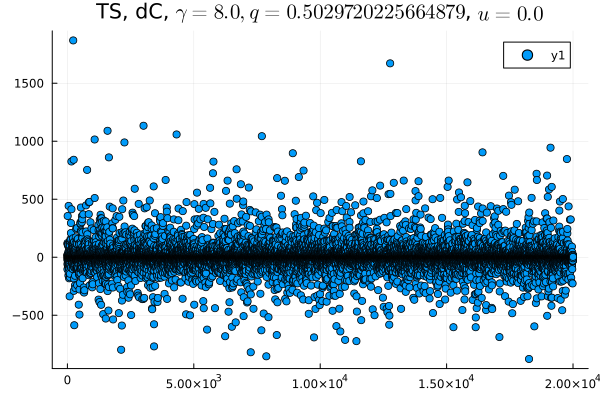 TS, dC, γ = 8.0, q = 0.5029720225664879, u = 0.0
y1
1500
1000
500
0
−500
0 5.00×10³ 1.00×10⁴ 1.50×10⁴ 2.00×10⁴